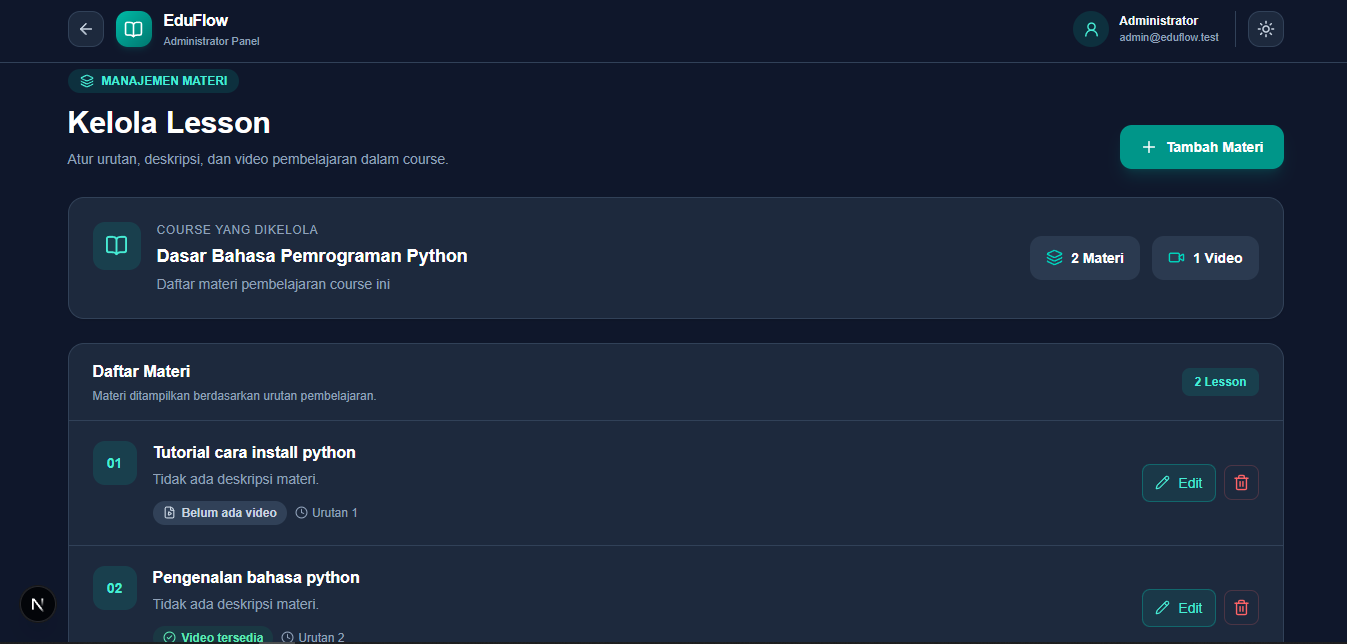 EduFlow
Administrator Panel
Administrator
admin@eduflow.test
MANAJEMEN MATERI
Kelola Lesson
Atur urutan, deskripsi, dan video pembelajaran dalam course.
Tambah Materi
COURSE YANG DIKELOLA
Dasar Bahasa Pemrograman Python
Daftar materi pembelajaran course ini
2 Materi
1 Video
Daftar Materi
Materi ditampilkan berdasarkan urutan pembelajaran.
2 Lesson
01
Tutorial cara install python
Tidak ada deskripsi materi.
Belum ada video
Urutan 1
Edit
02
Pengenalan bahasa python
Tidak ada deskripsi materi.
Video tersedia
Urutan 2
Edit
N